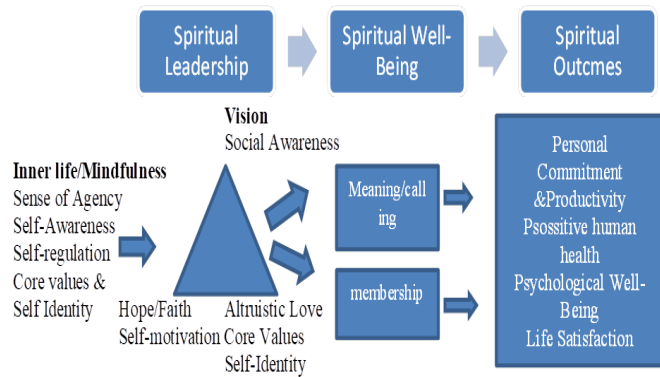 Spiritual
Leadership
Spiritual Well-
Being
Spiritual
Outcmes
Vision
Social Awareness
Inner life/Mindfulness
Sense of Agency
Self-Awareness
Self-regulation
Core values &
Self Identity
Hope/Faith
Self-motivation
Altruistic Love
Core Values
Self-Identity
Meaning/call
ing
membership
Personal
Commitment
&Productivity
Psossitive human
health
Psychological Well-
Being
Life Satisfaction